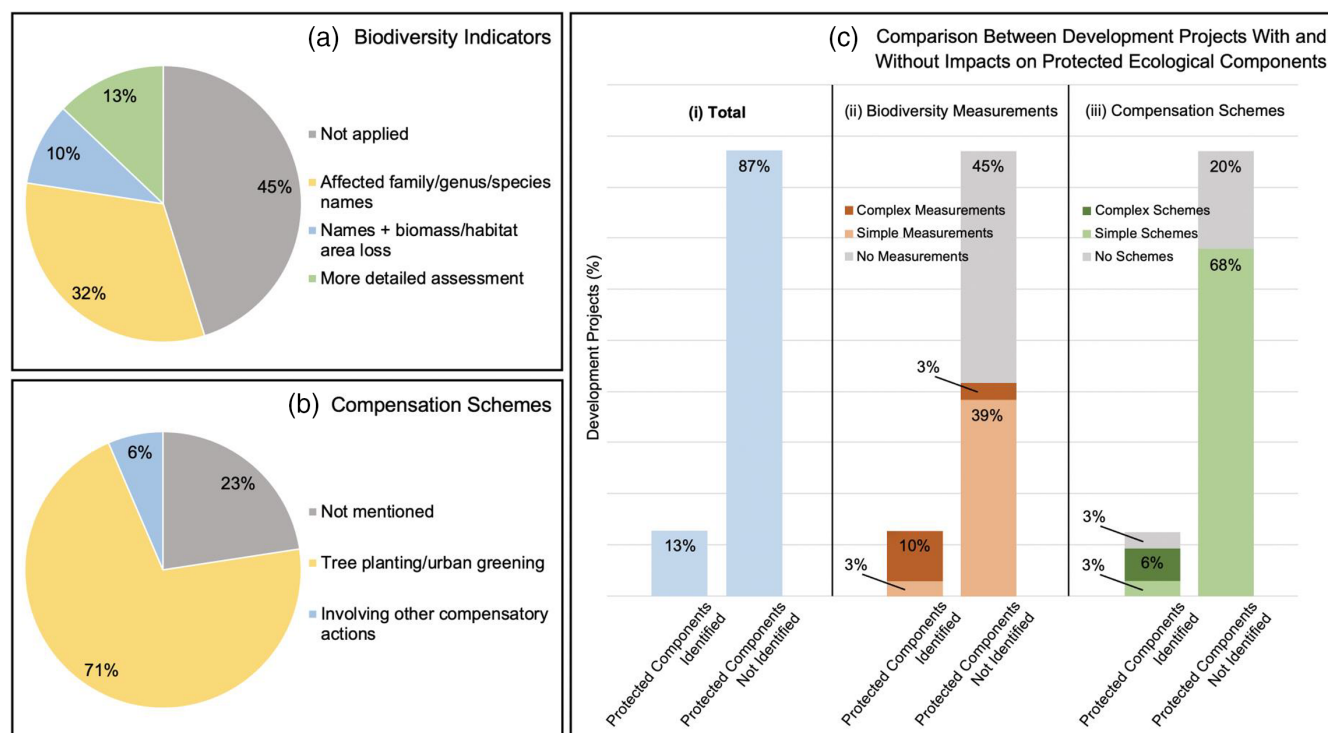 (a) Biodiversity Indicators
13%
10%
45%
32%
Not applied
Affected family/genus/species
names
Names + biomass/habitat
area loss
More detailed assessment
(b) Compensation Schemes
6%
23%
71%
Not mentioned
Tree planting/urban greening
Involving other compensatory
actions
(c) Comparison Between Development Projects With and
Without Impacts on Protected Ecological Components
Development Projects (%)
(i) Total
87%
13%
Protected Components
Identified
Protected Components
Not Identified
(ii) Biodiversity Measurements
45%
Complex Measurements
Simple Measurements
No Measurements
3%
39%
10%
3%
Protected Components
Identified
Protected Components
Not Identified
(iii) Compensation Schemes
20%
Complex Schemes
Simple Schemes
No Schemes
68%
3%
6%
3%
Protected Components
Identified
Protected Components
Not Identified